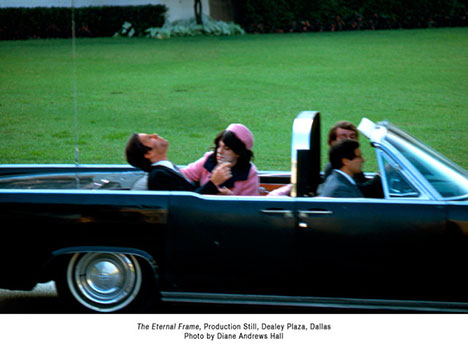 The Eternal Frame, Production Still, Dealey Plaza, Dallas
Photo by Diane Andrews Hall